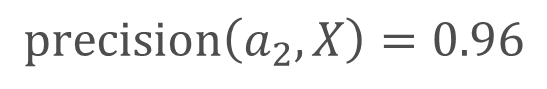 precision(a₂, X) = 0.96